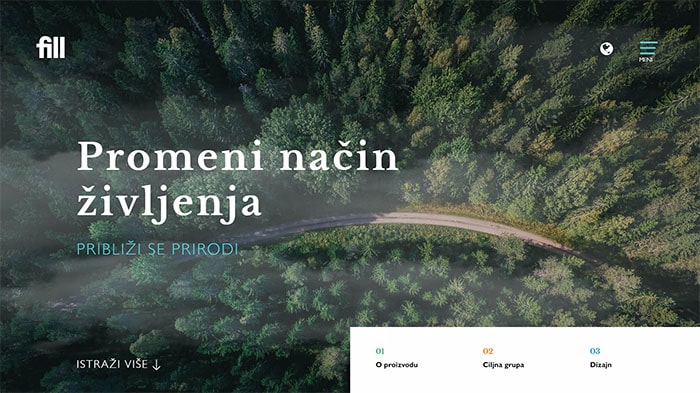 fill
MENI
Promeni način
življenja
PRIBLIŽI SE PRIRODI
ISTRAŽI VIŠE ↓
01
O proizvodu
02
Ciljna grupa
03
Dizajn